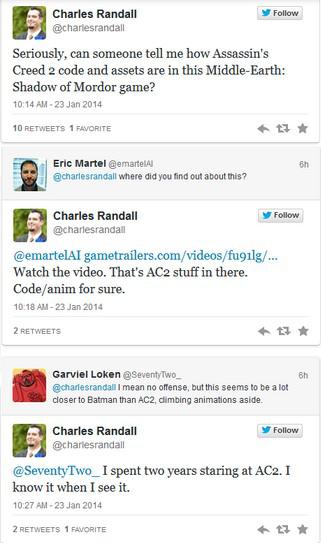 Charles Randall
Follow
@charlesrandall
Seriously, can someone tell me how Assassin's
Creed 2 code and assets are in this Middle-Earth:
Shadow of Mordor game?
10:14 AM - 23 Jan 2014
10 RETWEETS 1 FAVORITE
Eric Martel @emartelAI 6h
@charlesrandall where did you find out about this?
Charles Randall
Follow
@charlesrandall
@emartelAI gametrailers.com/videos/fu91lg/...
Watch the video. That's AC2 stuff in there.
Code/anim for sure.
10:18 AM - 23 Jan 2014
2 RETWEETS
Garviel Loken @SeventyTwo_ 6h
@charlesrandall I mean no offense, but this seems to be a lot
closer to Batman than AC2, climbing animations aside.
Charles Randall
Follow
@charlesrandall
@SeventyTwo_ I spent two years staring at AC2. I
know it when I see it.
10:27 AM - 23 Jan 2014
2 RETWEETS 1 FAVORITE